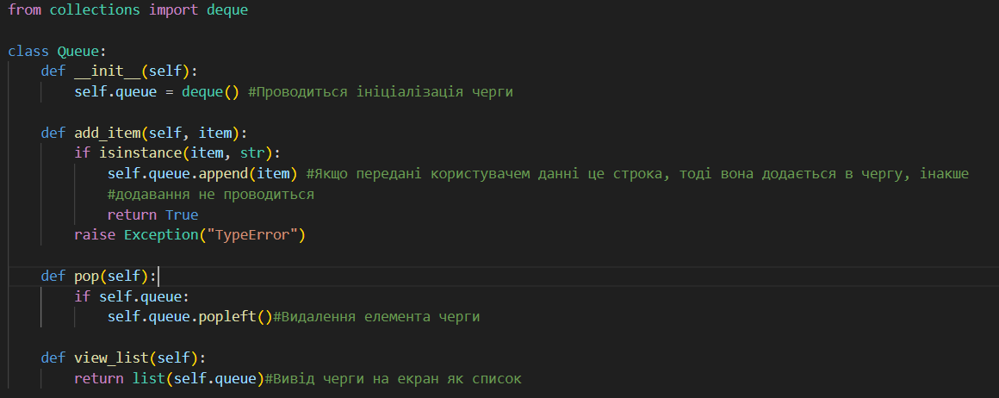 from collections import deque
class Queue:
def __init__(self):
self.queue = deque() #Проводиться ініціалізація черги
def add_item(self, item):
if isinstance(item, str):
self.queue.append(item) #Якщо передані користувачем данні це строка, тоді вона додається в чергу, інакше
#додавання не проводиться
return True
raise Exception("TypeError")
def pop(self):
if self.queue:
self.queue.popleft()#Видалення елемента черги
def view_list(self):
return list(self.queue)#Вивід черги на екран як список